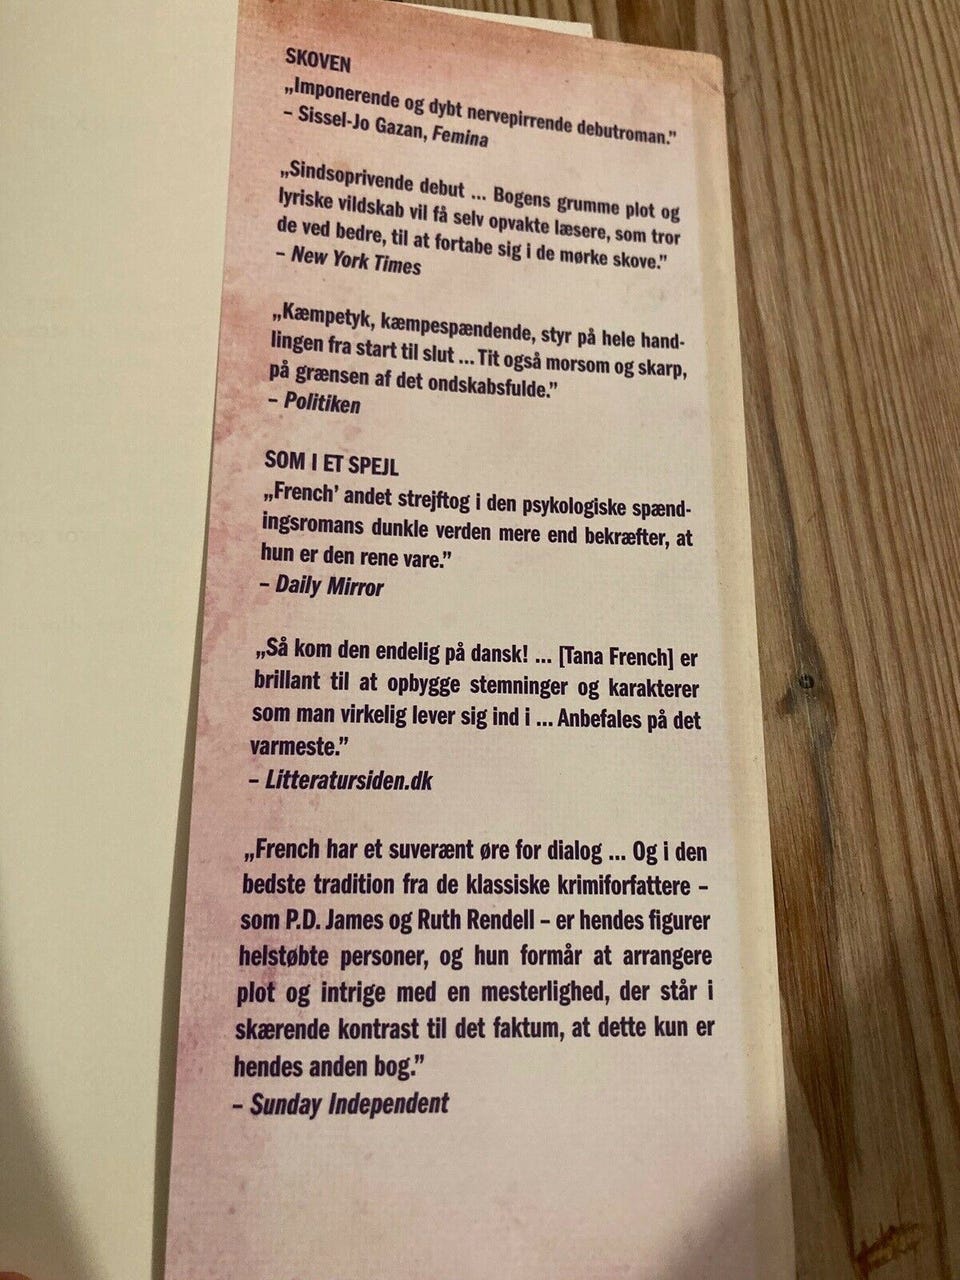 SKOVEN
„Imponerende og dybt nervepirrende debutroman.”
– Sissel-Jo Gazan, Femina
„Sindsoprivende debut ... Bogens grumme plot og
lyriske vildskab vil få selv opvakte læsere, som tror
de ved bedre, til at fortabe sig i de mørke skove.”
– New York Times
„Kæmpetyk, kæmpespændende, styr på hele hand-
lingen fra start til slut ... Tit også morsom og skarp,
på grænsen af det ondskabsfulde.”
– Politiken
SOM I ET SPEJL
„French’ andet strejftog i den psykologiske spænd-
ingsromans dunkle verden mere end bekræfter, at
hun er den rene vare.”
– Daily Mirror
„Så kom den endelig på dansk! ... [Tana French] er
brillant til at opbygge stemninger og karakterer
som man virkelig lever sig ind i ... Anbefales på det
varmeste.”
– Litteratursiden.dk
„French har et suverænt øre for dialog ... Og i den
bedste tradition fra de klassiske krimiforfattere –
som P.D. James og Ruth Rendell – er hendes figurer
helstøbte personer, og hun formår at arrangere
plot og intrige med en mesterlighed, der står i
skærende kontrast til det faktum, at dette kun er
hendes anden bog.”
– Sunday Independent